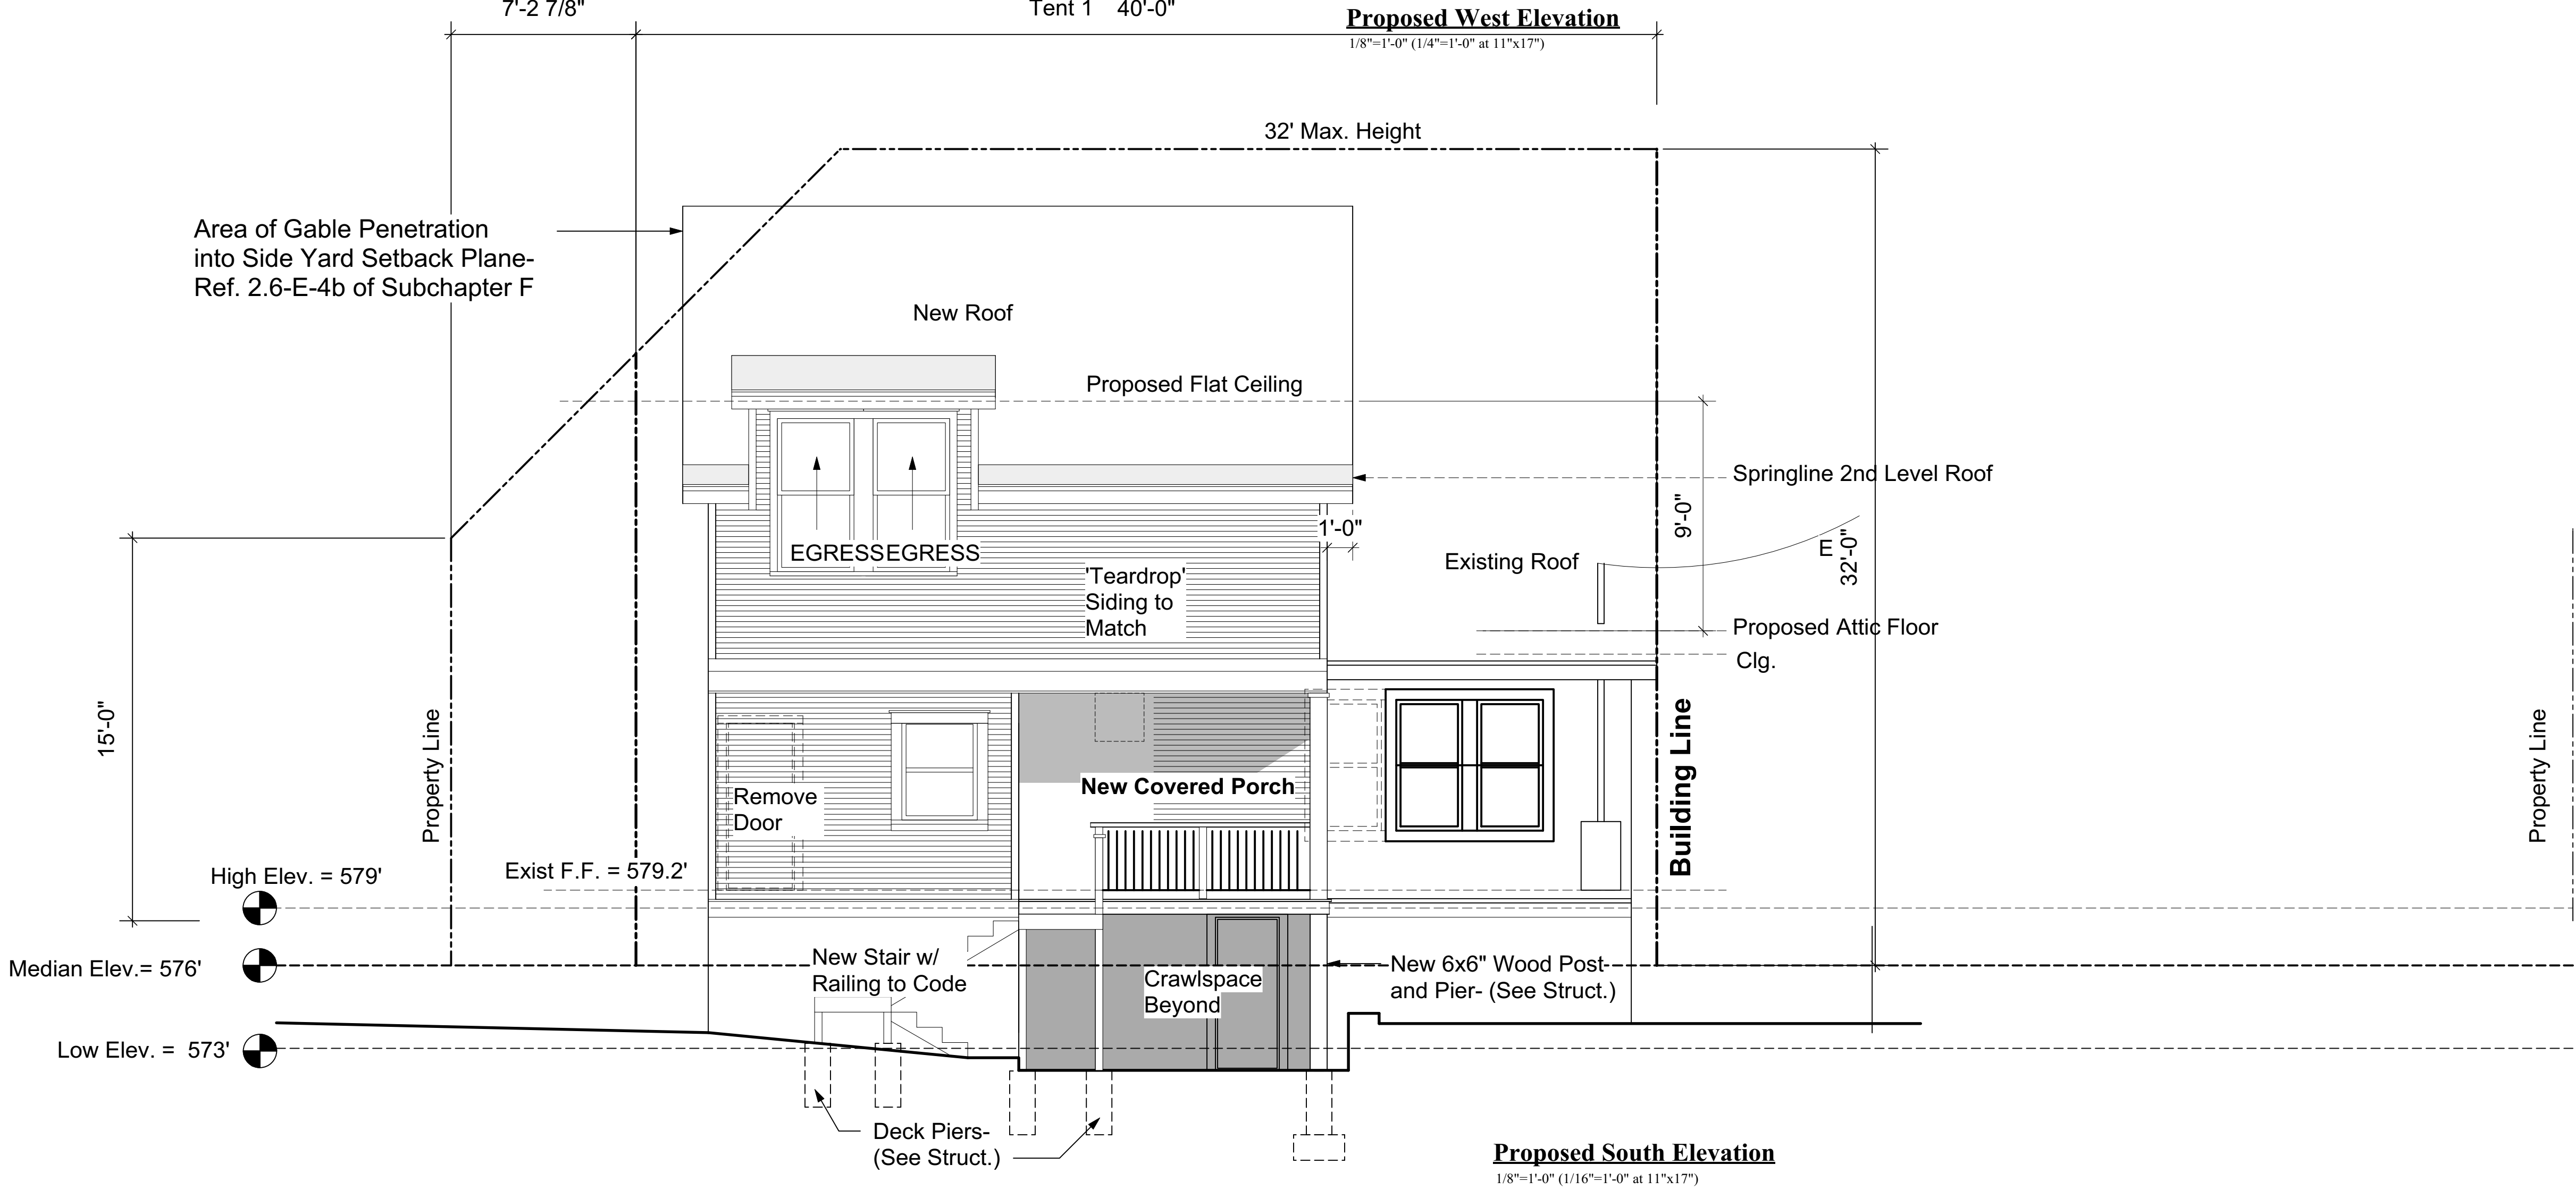 7'-2 7/8"
Tent 1 40'-0"
Proposed West Elevation
1/8"=1'-0" (1/4"=1'-0" at 11"x17")
32' Max. Height
Area of Gable Penetration
into Side Yard Setback Plane-
Ref. 2.6-E-4b of Subchapter F
New Roof
Proposed Flat Ceiling
Springline 2nd Level Roof
9'-0"
1'-0"
EGRESS EGRESS
E
32'-0"
Existing Roof
'Teardrop'
Siding to
Match
Proposed Attic Floor
Clg.
15'-0"
Property Line
Building Line
Property Line
New Covered Porch
Remove
Door
Exist F.F. = 579.2'
High Elev. = 579'
Median Elev.= 576'
New Stair w/
Railing to Code
Crawlspace
Beyond
New 6x6" Wood Post
and Pier- (See Struct.)
Low Elev. = 573'
Deck Piers-
(See Struct.)
Proposed South Elevation
1/8"=1'-0" (1/16"=1'-0" at 11"x17")